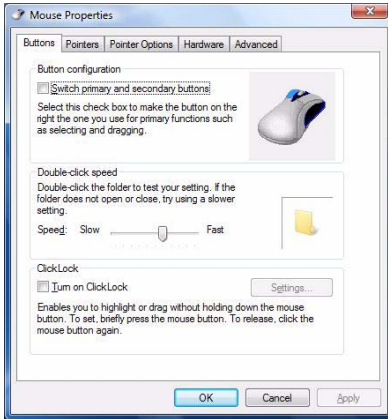 Mouse Properties
Buttons Pointers Pointer Options Hardware Advanced
Button configuration
Switch primary and secondary buttons
Select this check box to make the button on the
right the one you use for primary functions such
as selecting and dragging.
Double-click speed
Double-click the folder to test your setting. If the
folder does not open or close, try using a slower
setting.
Speed: Slow Fast
ClickLock
Turn on ClickLock
Settings...
Enables you to highlight or drag without holding down the mouse
button. To set, briefly press the mouse button. To release, click the
mouse button again.
OK Cancel Apply